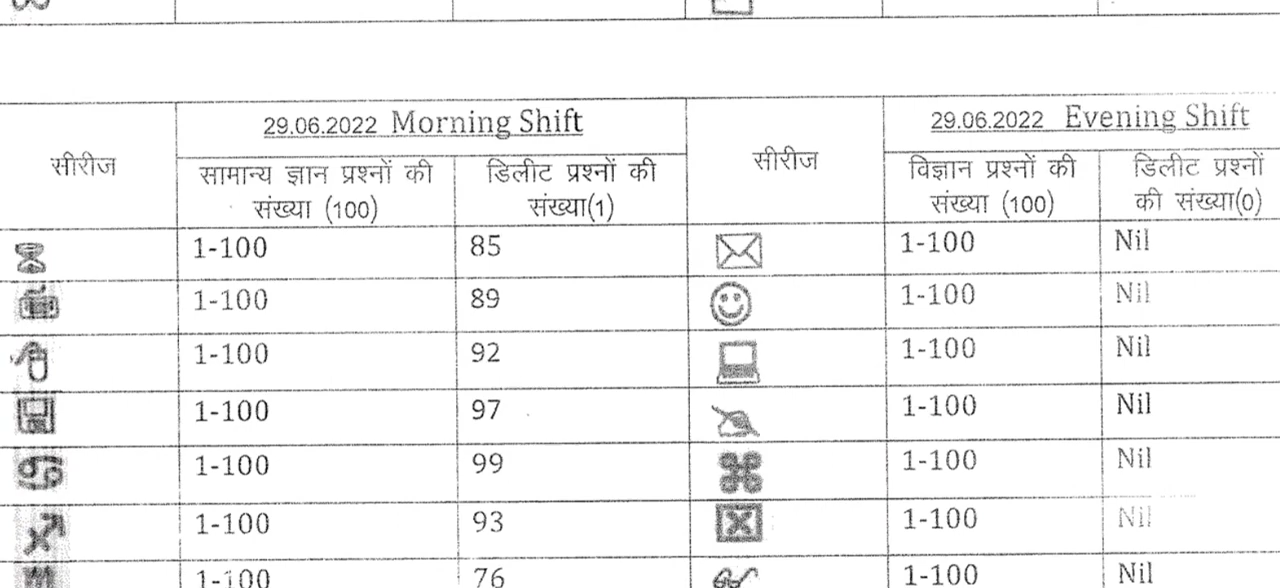 29.06.2022 Morning Shift
29.06.2022 Evening Shift
सीरीज
सामान्य ज्ञान प्रश्नों की संख्या (100)
डिलीट प्रश्नों की संख्या(1)
सीरीज
विज्ञान प्रश्नों की संख्या (100)
डिलीट प्रश्नों की संख्या(0)
1-100 85 1-100 Nil
1-100 89 1-100 Nil
1-100 92 1-100 Nil
1-100 97 1-100 Nil
1-100 99 1-100 Nil
1-100 93 1-100 Nil
1-100 76 1-100 Nil